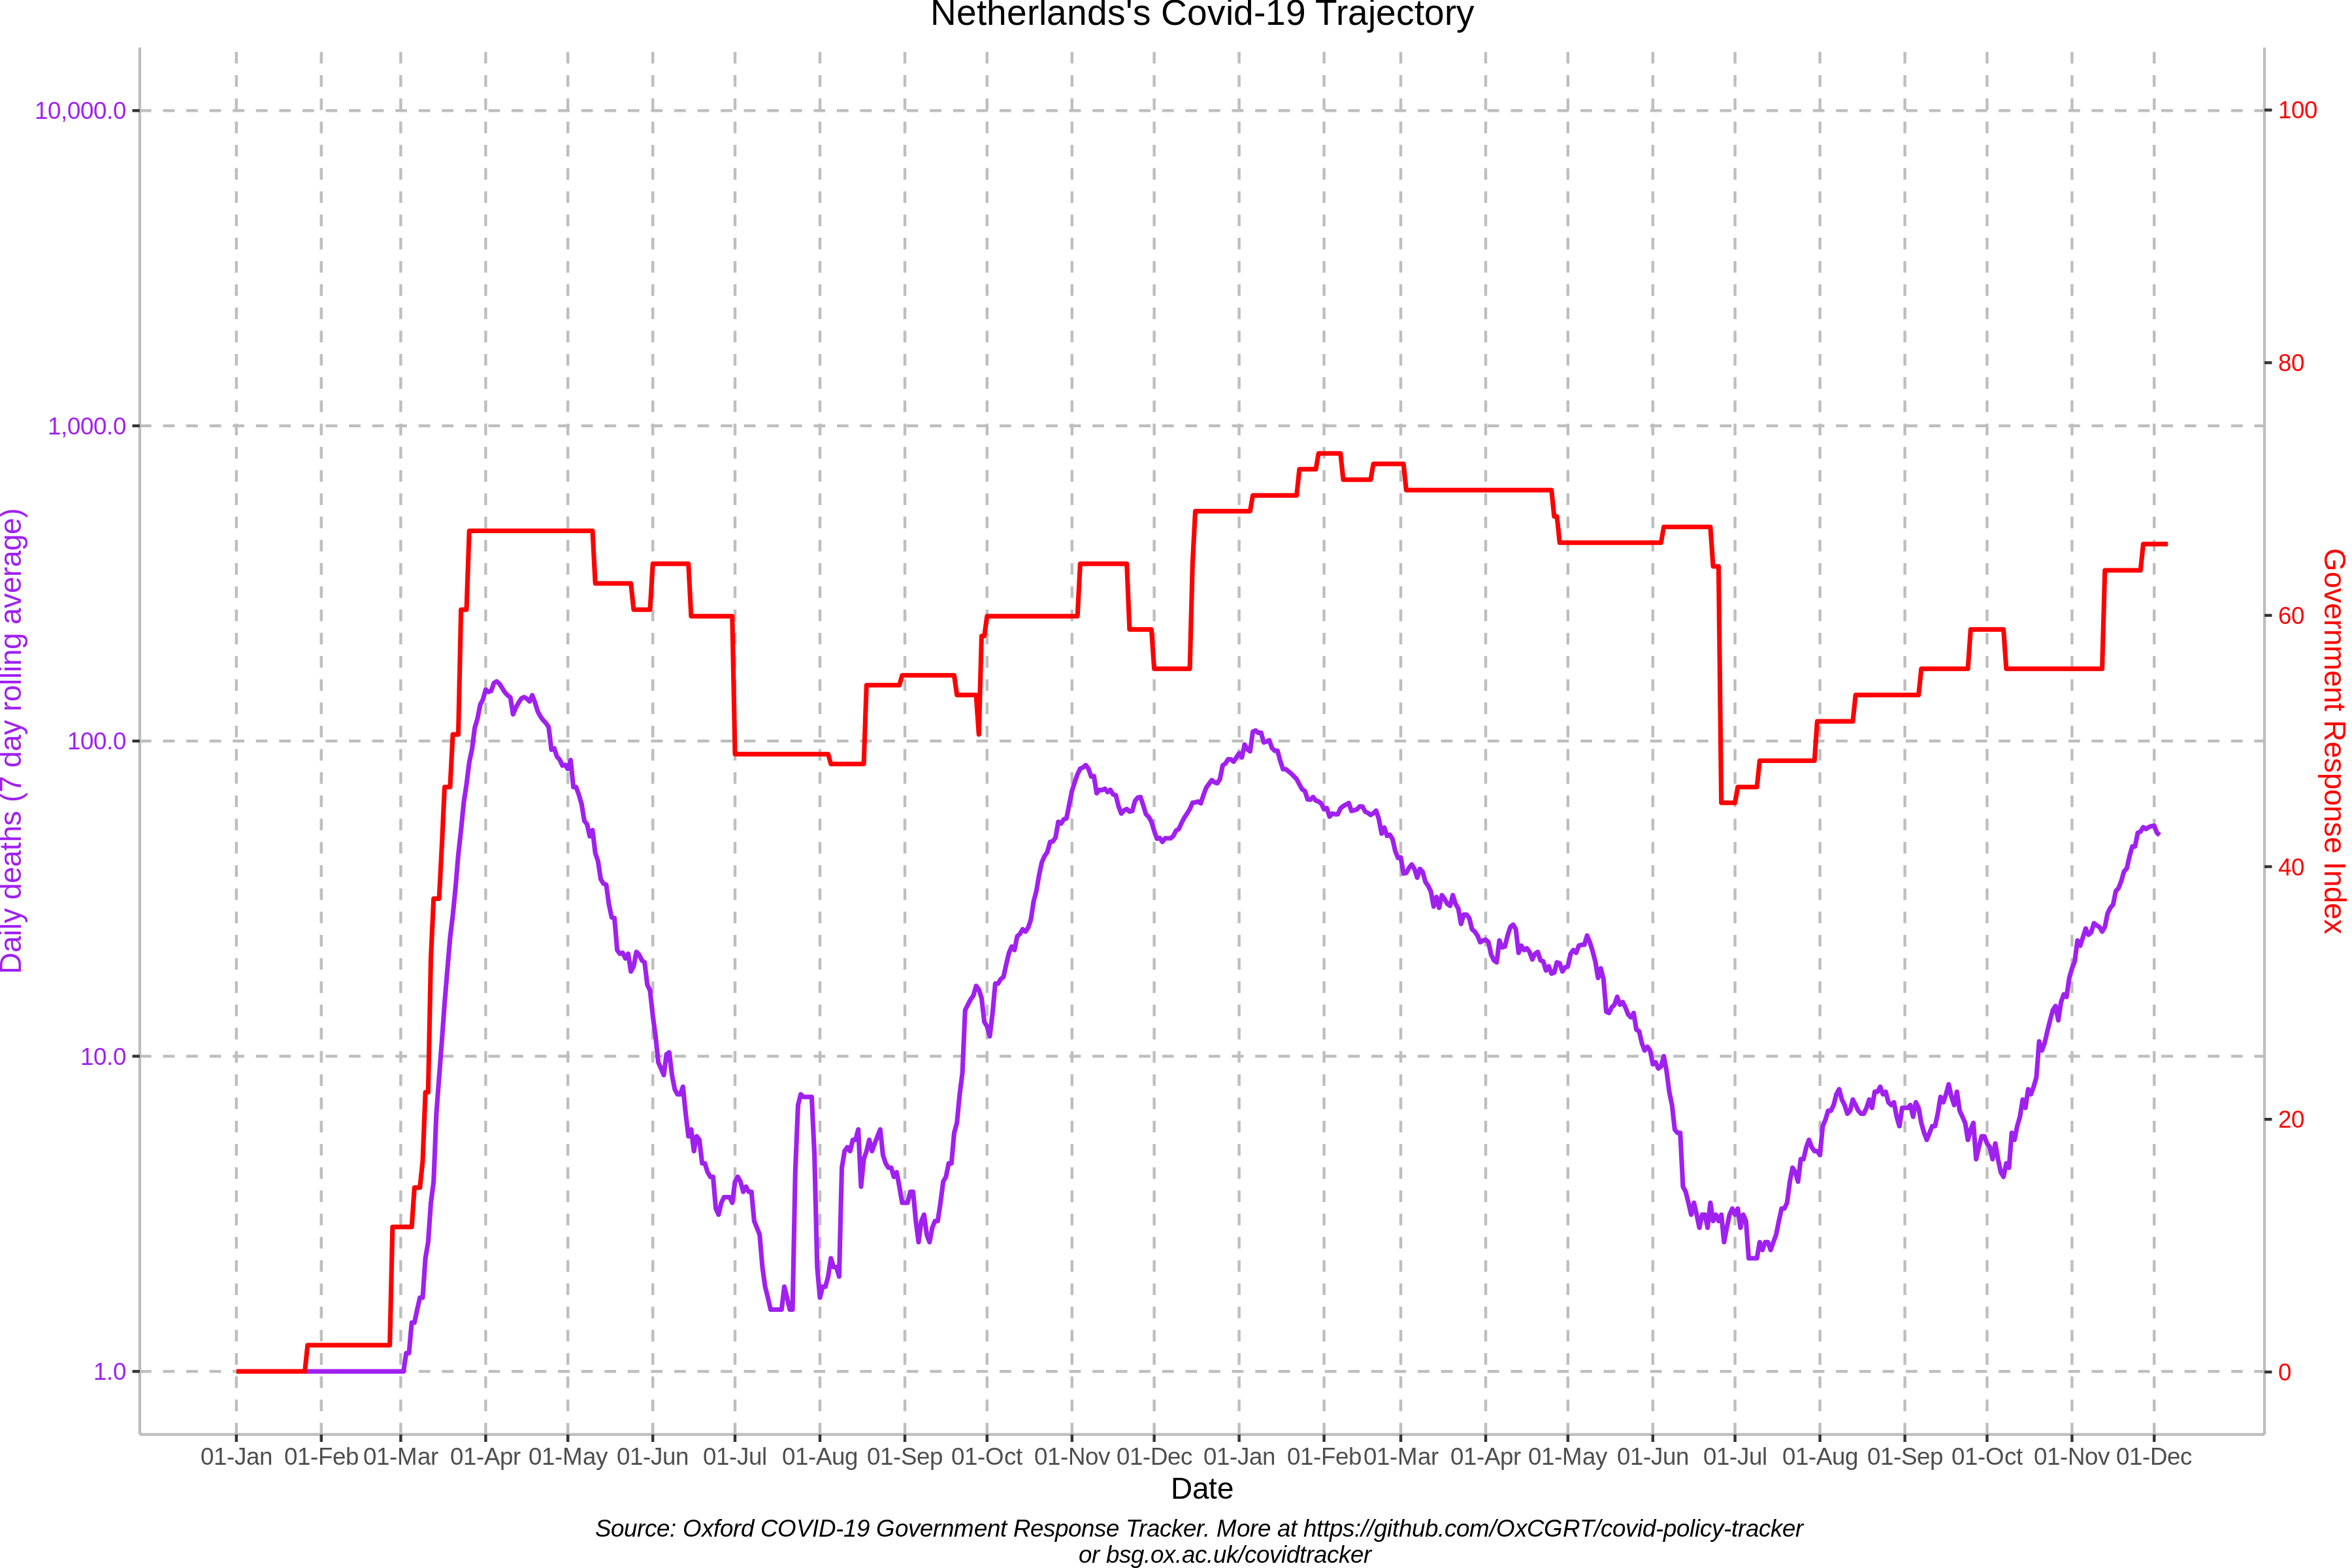 Netherlands's Covid-19 Trajectory
10,000.0
1,000.0
100.0
10.0
1.0
Daily deaths (7 day rolling average)
100
80
60
40
20
0
Government Response Index
01-Jan 01-Feb 01-Mar 01-Apr 01-May 01-Jun 01-Jul 01-Aug 01-Sep 01-Oct 01-Nov 01-Dec 01-Jan 01-Feb 01-Mar 01-Apr 01-May 01-Jun 01-Jul 01-Aug 01-Sep 01-Oct 01-Nov 01-Dec
Date
Source: Oxford COVID-19 Government Response Tracker. More at https://github.com/OxCGRT/covid-policy-tracker
or bsg.ox.ac.uk/covidtracker